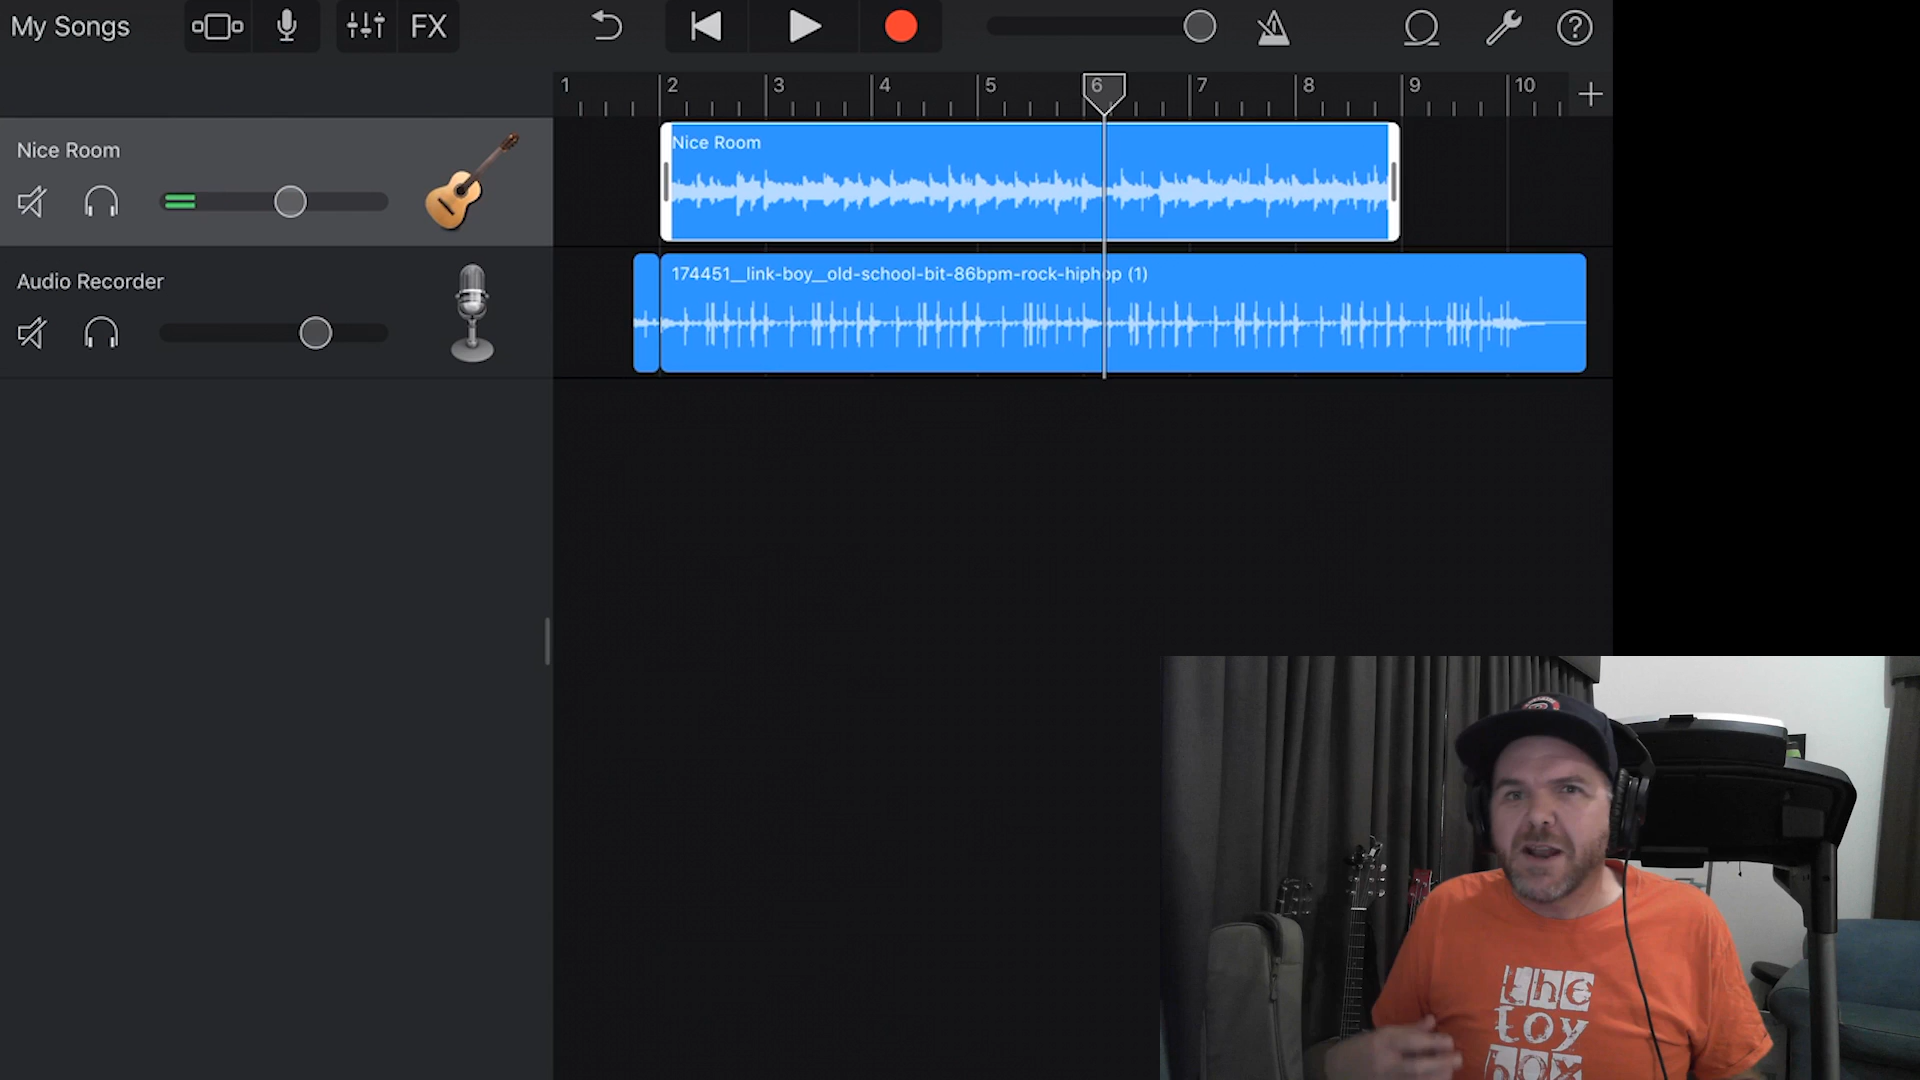 My Songs
FX
1 2 3 4 5 6 7 8 9 10
Nice Room
Nice Room
Audio Recorder
174451__link-boy__old-school-bit-86bpm-rock-hiphop (1)
the
toy
box